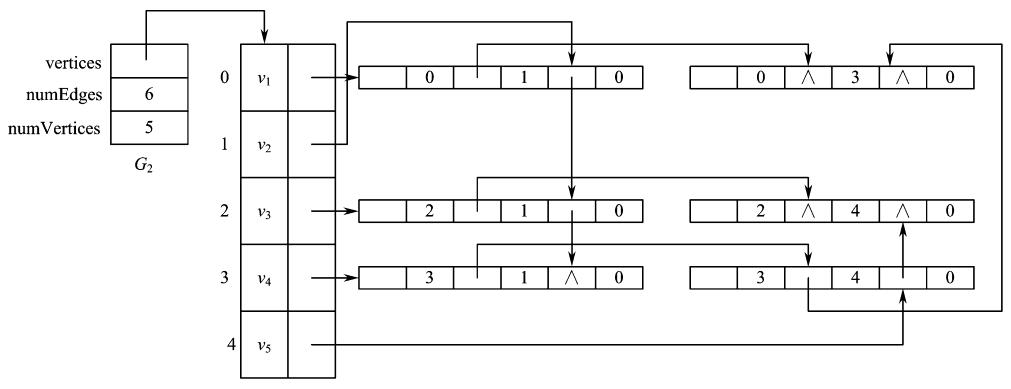 vertices
numEdges 6
numVertices 5
G₂
0 v₁ 0 1 0 0 ∧ 3 ∧ 0
1 v₂
2 v₃ 2 1 0 2 ∧ 4 ∧ 0
3 v₄ 3 1 ∧ 0 3 4 0
4 v₅